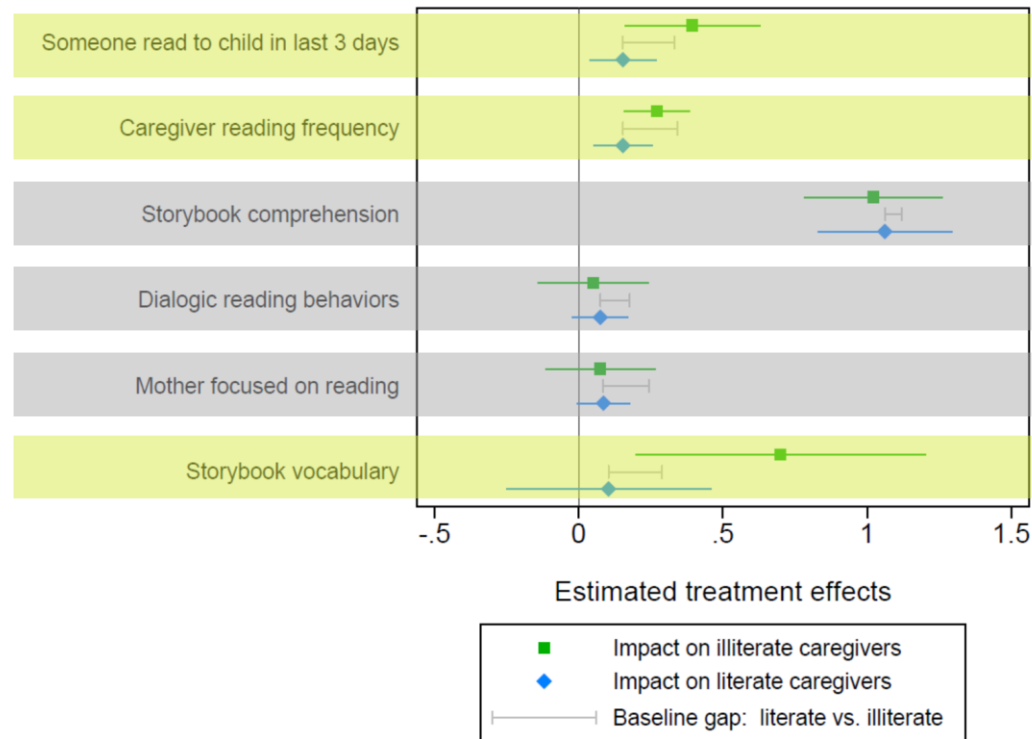 Someone read to child in last 3 days
Caregiver reading frequency
Storybook comprehension
Dialogic reading behaviors
Mother focused on reading
Storybook vocabulary
-.5 0 .5 1 1.5
Estimated treatment effects
Impact on illiterate caregivers
Impact on literate caregivers
Baseline gap: literate vs. illiterate